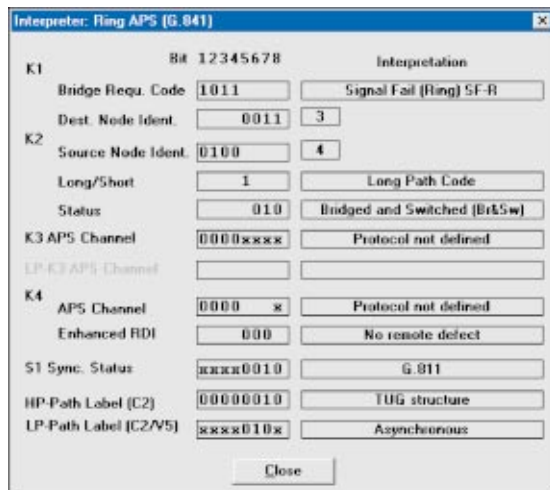 Interpreter: Ring APS (G.841)
Bit 12345678 Interpretation
K1
Bridge Requ. Code 1011 Signal Fail (Ring) SF-R
Dest. Node Ident. 0011 3
K2
Source Node Ident. 0100 4
Long/Short 1 Long Path Code
Status 010 Bridged and Switched (Br&Sw)
K3 APS Channel 0000xxxx Protocol not defined
LP-K3 APS Channel
K4
APS Channel 0000 x Protocol not defined
Enhanced RDI 000 No remote defect
S1 Sync. Status xxxx0010 G.811
HP-Path Label (C2) 00000010 TUG structure
LP-Path Label (C2/V5) xxxx010x Asynchronous
Close